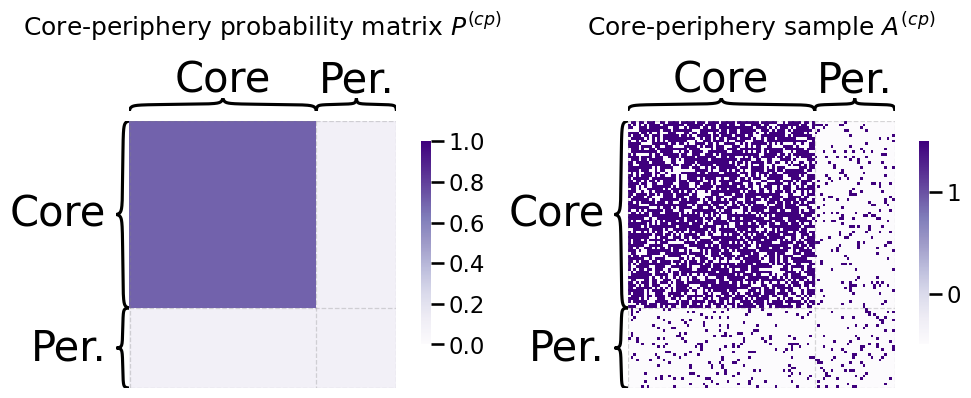 Core-periphery probability matrix P^(cp)
Core Per.
Core
Per.
1.0
0.8
0.6
0.4
0.2
0.0
Core-periphery sample A^(cp)
Core Per.
Core
Per.
1
0